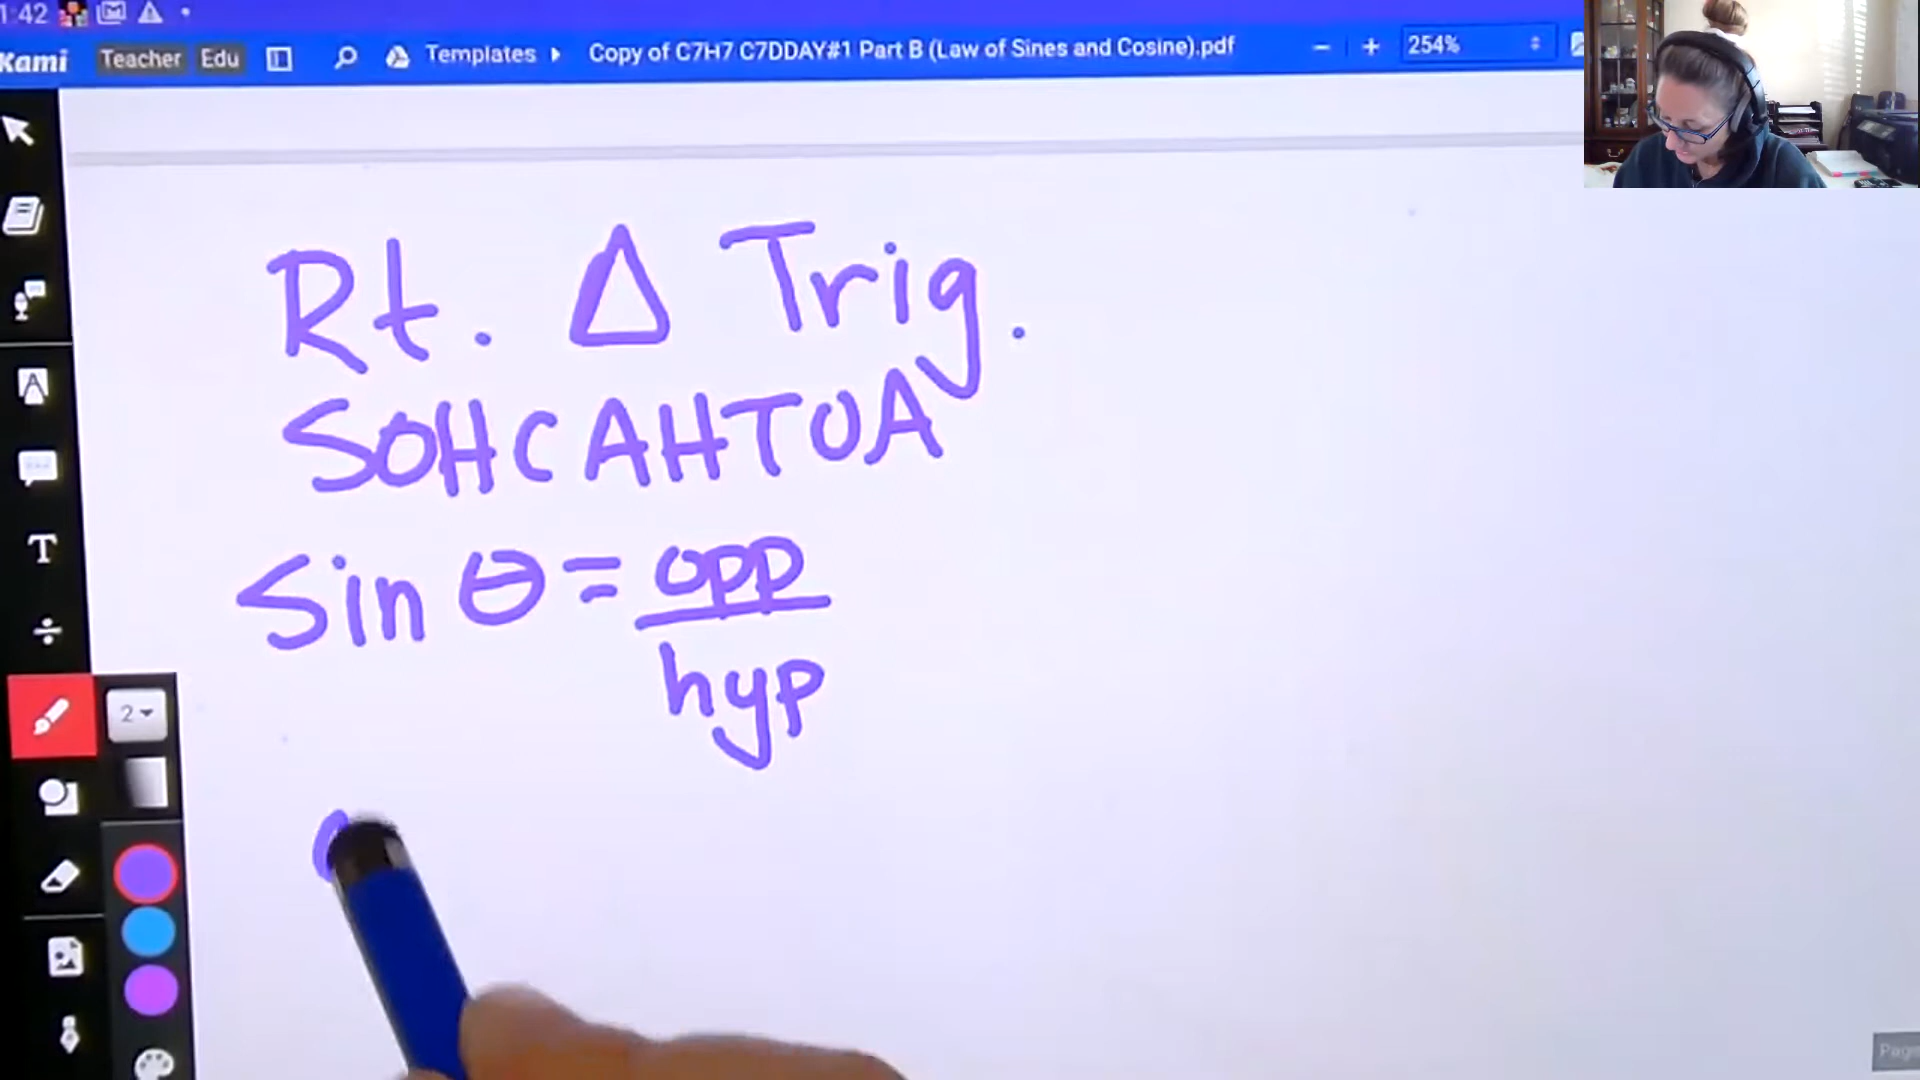 1:42
Kami Teacher Edu Templates Copy of C7H7 C7DDAY#1 Part B (Law of Sines and Cosine).pdf − + 254%
Rt. Δ Trig.
SOHCAHTOA
sin θ = opp
hyp
T
÷
2
Page